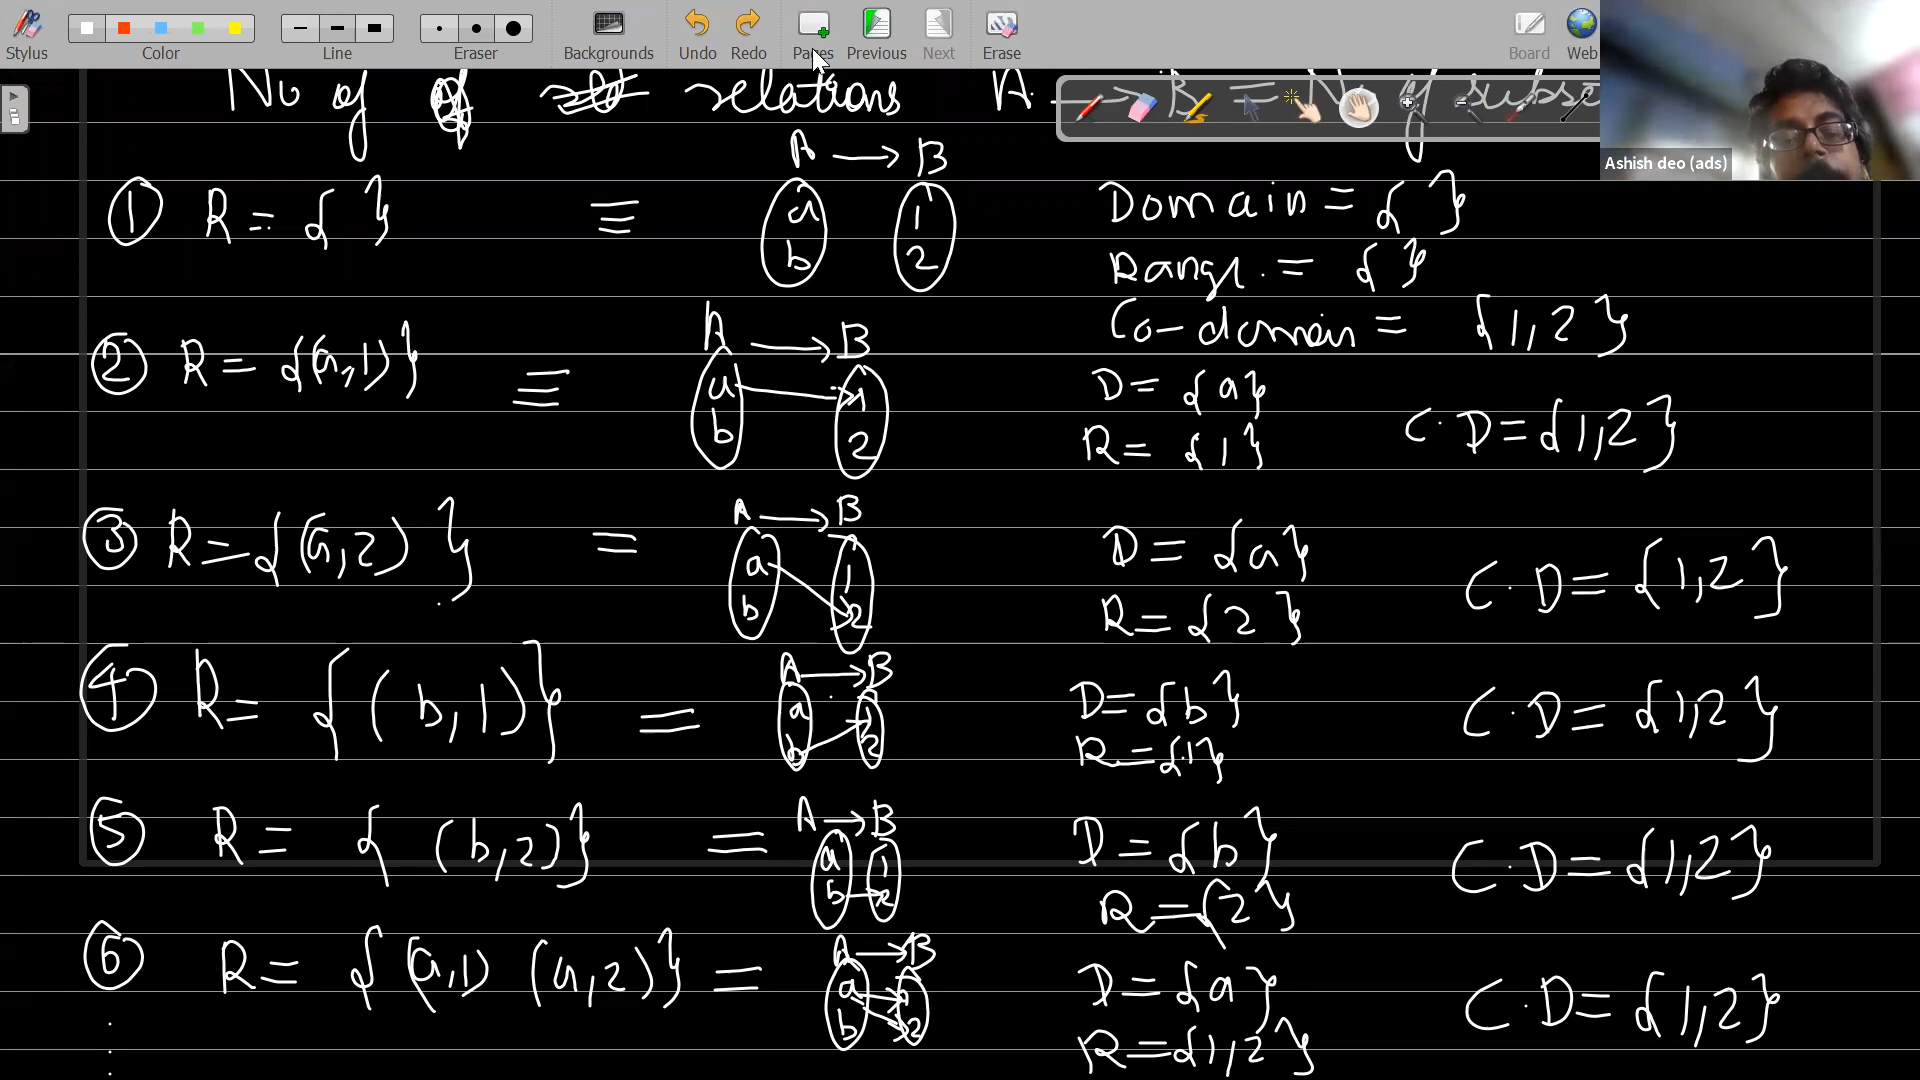 Stylus Color Line Eraser Backgrounds Undo Redo Pages Previous Next Erase Board Web
Ashish deo (ads)
No of relations A → B = No of subse
① R = { } ≡ A → B a b 1 2 Domain = { }
Range = { }
Co-domain = {1,2}
② R = {(a,1)} ≡ A → B a b 1 2 D = {a}
R = {1} C.D = {1,2}
③ R = {(a,2) } = A → B a b 1 2 D = {a}
R = {2} C.D = {1,2}
④ R = { (b,1)} = A → B a b 1 2 D = {b}
R = {1} C.D = {1,2}
⑤ R = { (b,2)} = A → B a b 1 2 D = {b}
R = {2} C.D = {1,2}
⑥ R = { (a,1) (a,2)} = A → B a b 1 2 D = {a}
R = {1,2} C.D = {1,2}